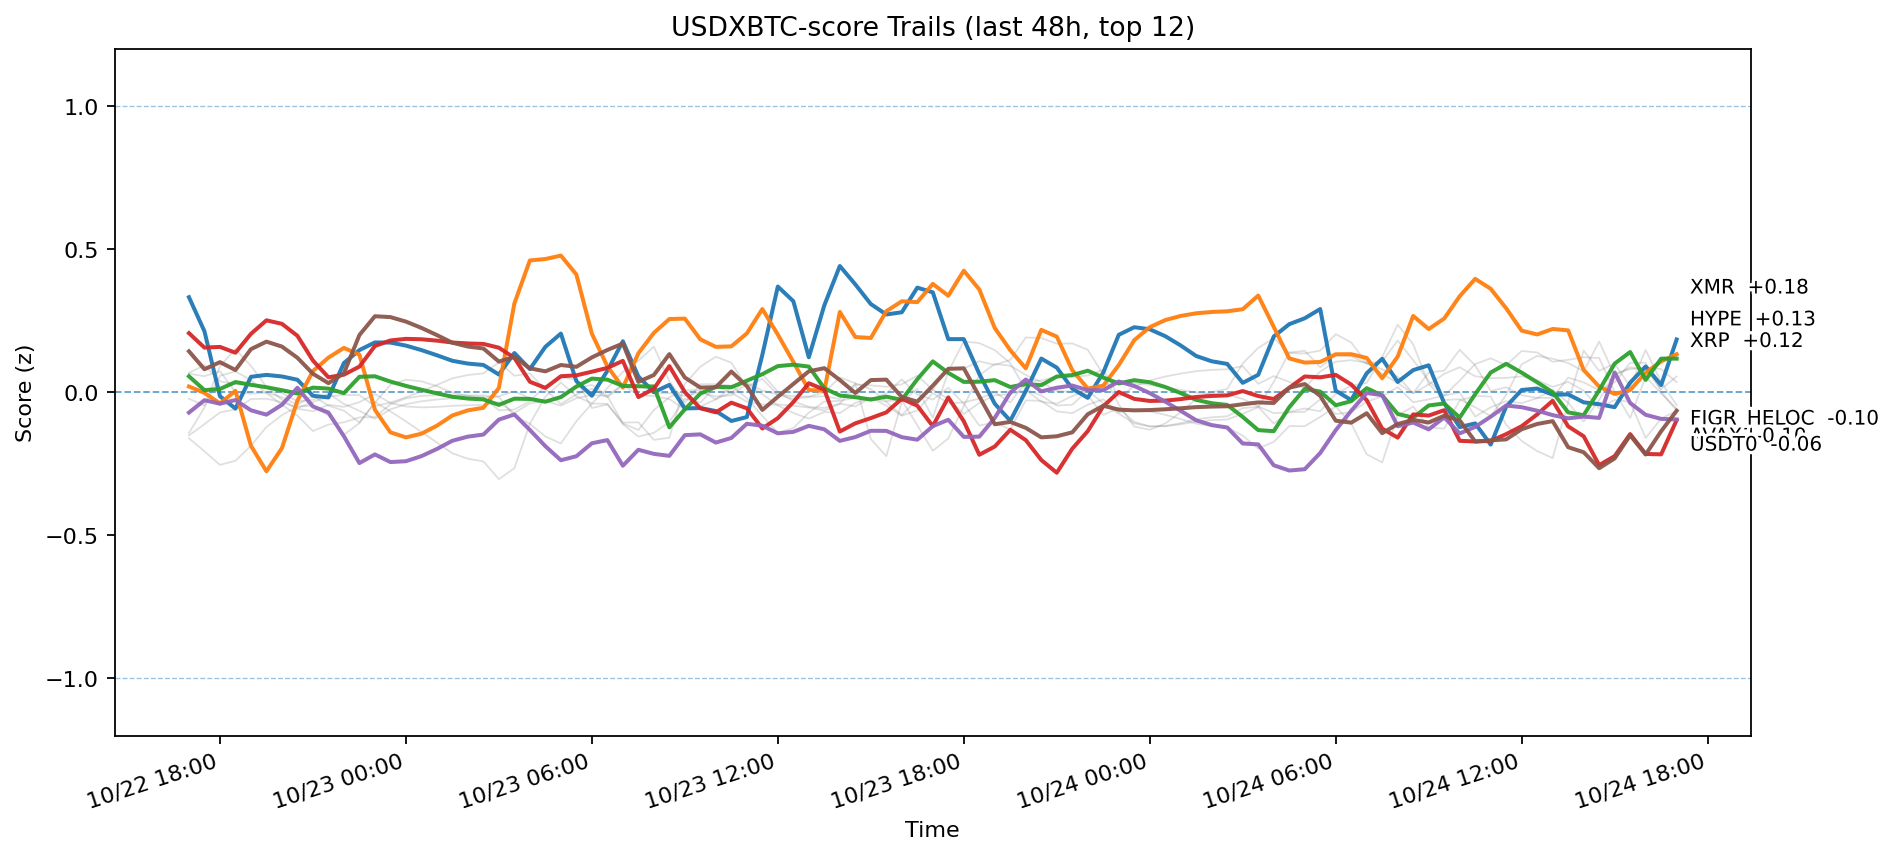 USDXBTC-score Trails (last 48h, top 12)
Score (z)
1.0
0.5
0.0
−0.5
−1.0
XMR +0.18
HYPE +0.13
XRP +0.12
FIGR_HELOC -0.10
USDT0 -0.06
10/22 18:00
10/23 00:00
10/23 06:00
10/23 12:00
10/23 18:00
10/24 00:00
10/24 06:00
10/24 12:00
10/24 18:00
Time